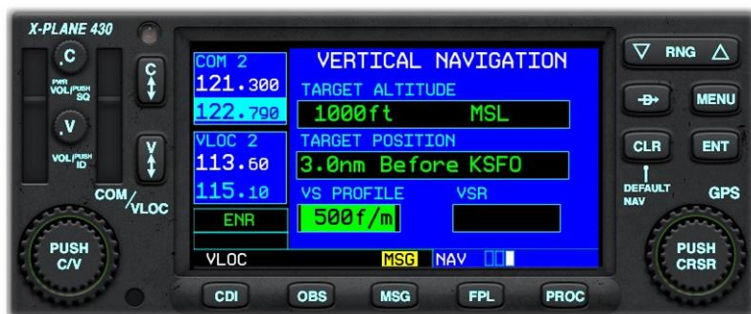 X-PLANE 430
C
PWR
VOL/PUSH
SQ
V
VOL/PUSH
ID
C
V
COM/VLOC
PUSH
C/V
COM 2
121.300
122.790
VLOC 2
113.60
115.10
ENR
VERTICAL NAVIGATION
TARGET ALTITUDE
1000ft MSL
TARGET POSITION
3.0nm Before KSFO
VS PROFILE VSR
500f/m
VLOC MSG NAV
CDI OBS MSG FPL PROC
RNG
D MENU
CLR ENT
DEFAULT
NAV
GPS
PUSH
CRSR